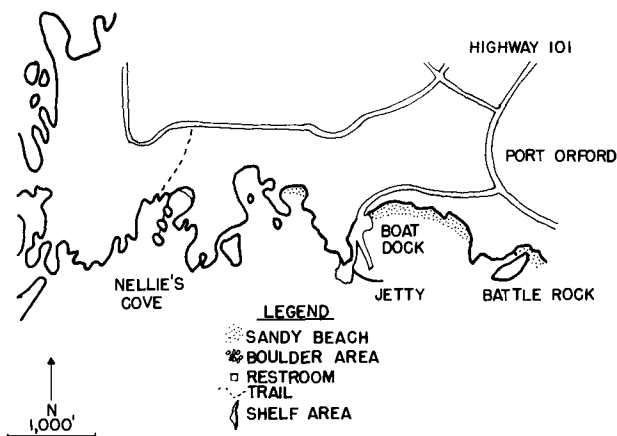 HIGHWAY 101
PORT ORFORD
BOAT
DOCK
NELLIE'S
COVE
JETTY
BATTLE ROCK
LEGEND
SANDY BEACH
BOULDER AREA
RESTROOM
TRAIL
SHELF AREA
N
1,000'